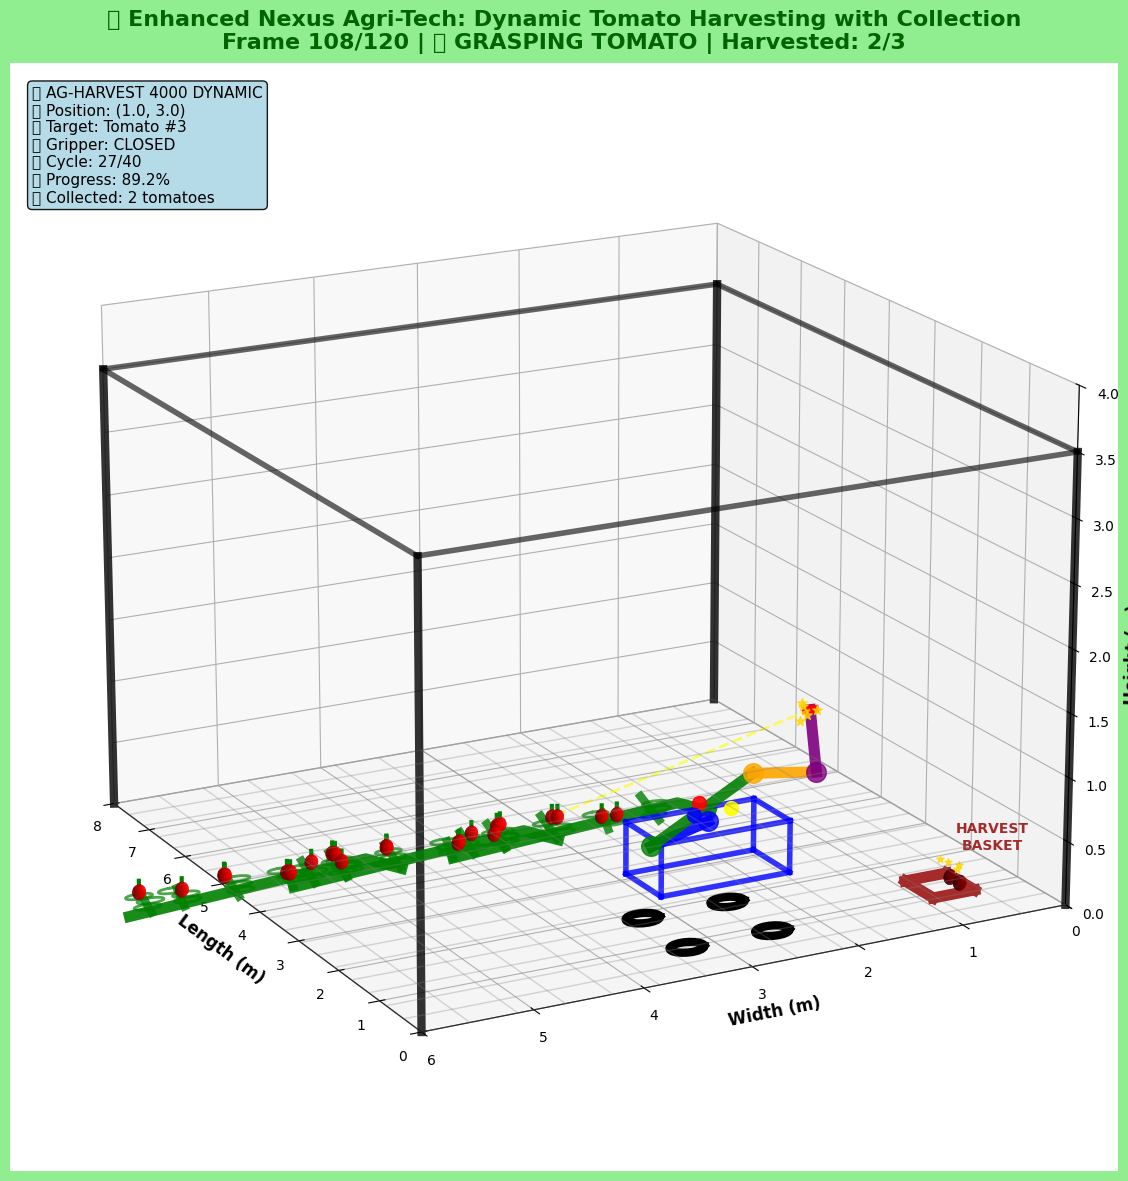 ▯ Enhanced Nexus Agri-Tech: Dynamic Tomato Harvesting with Collection
Frame 108/120 | ▯ GRASPING TOMATO | Harvested: 2/3
▯ AG-HARVEST 4000 DYNAMIC
▯ Position: (1.0, 3.0)
▯ Target: Tomato #3
▯ Gripper: CLOSED
▯ Cycle: 27/40
▯ Progress: 89.2%
▯ Collected: 2 tomatoes
4.0
3.5
3.0
2.5
2.0
1.5
1.0
0.5
0.0
HARVEST
BASKET
8
7
6
5
4
3
2
1
0
Length (m)
6
5
4
3
2
1
0
Width (m)